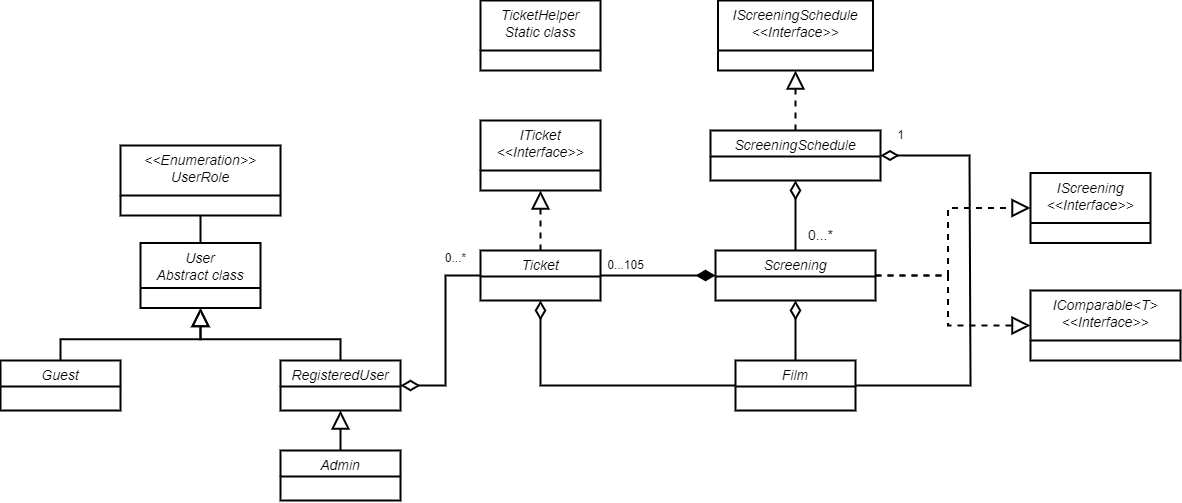 TicketHelper
Static class
IScreeningSchedule
<<Interface>>
ITicket
<<Interface>>
ScreeningSchedule
1
<<Enumeration>>
UserRole
IScreening
<<Interface>>
0...*
User
Abstract class
0...*
Ticket
0...105
Screening
IComparable<T>
<<Interface>>
Guest
RegisteredUser
Film
Admin